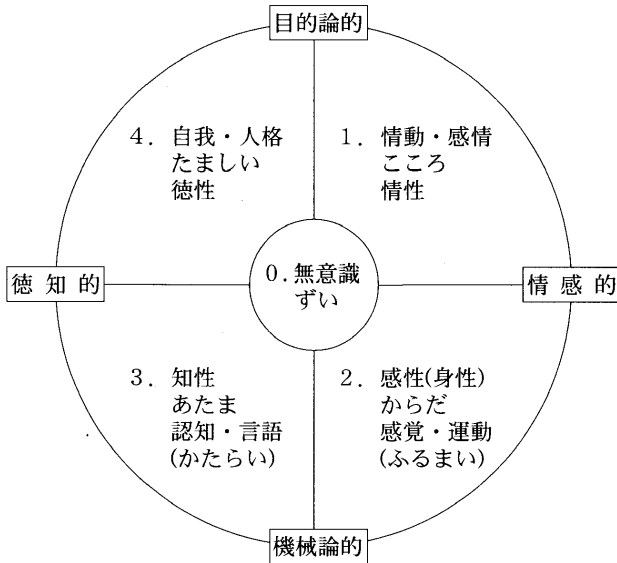 目的論的
4. 自我・人格
たましい
徳性
1. 情動・感情
こころ
情性
徳知的
0.無意識
ずい
情感的
3. 知性
あたま
認知・言語
(かたらい)
2. 感性(身性)
からだ
感覚・運動
(ふるまい)
機械論的